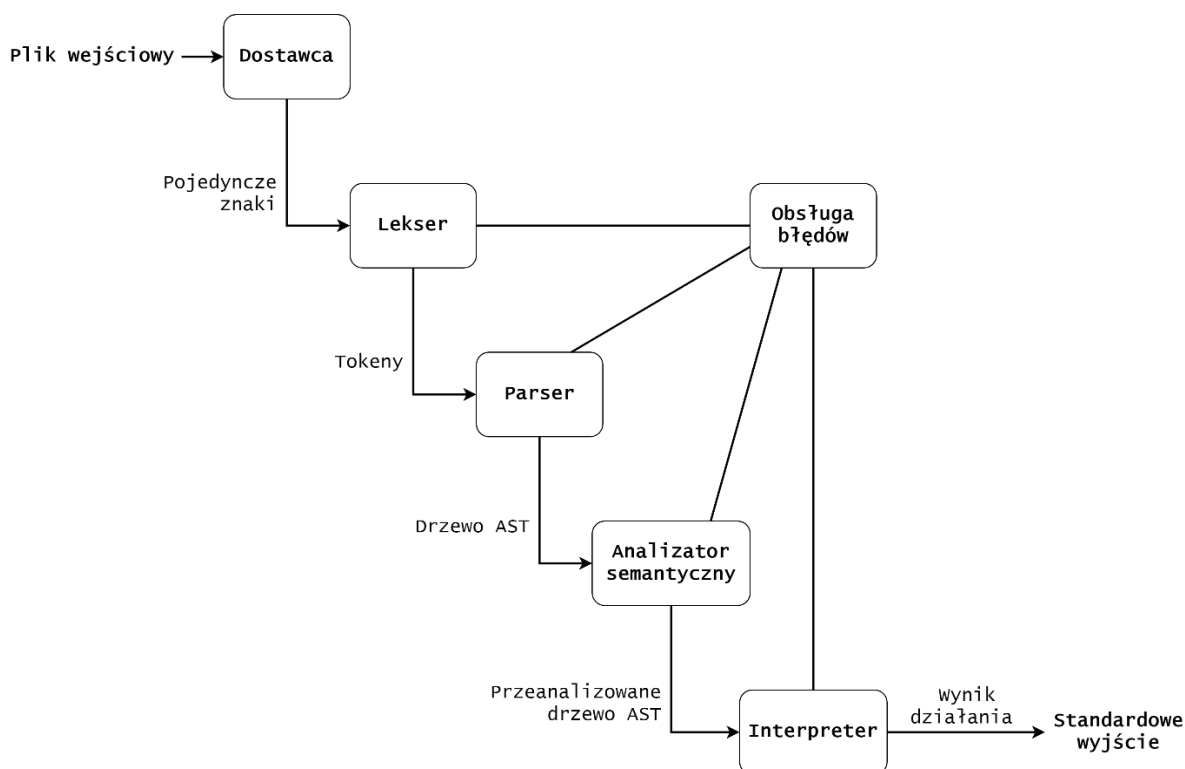 Plik wejściowy
Dostawca
Pojedyncze
znaki
Lekser
Obsługa
błędów
Tokeny
Parser
Drzewo AST
Analizator
semantyczny
Przeanalizowane
drzewo AST
Interpreter
Wynik
działania
Standardowe
wyjście